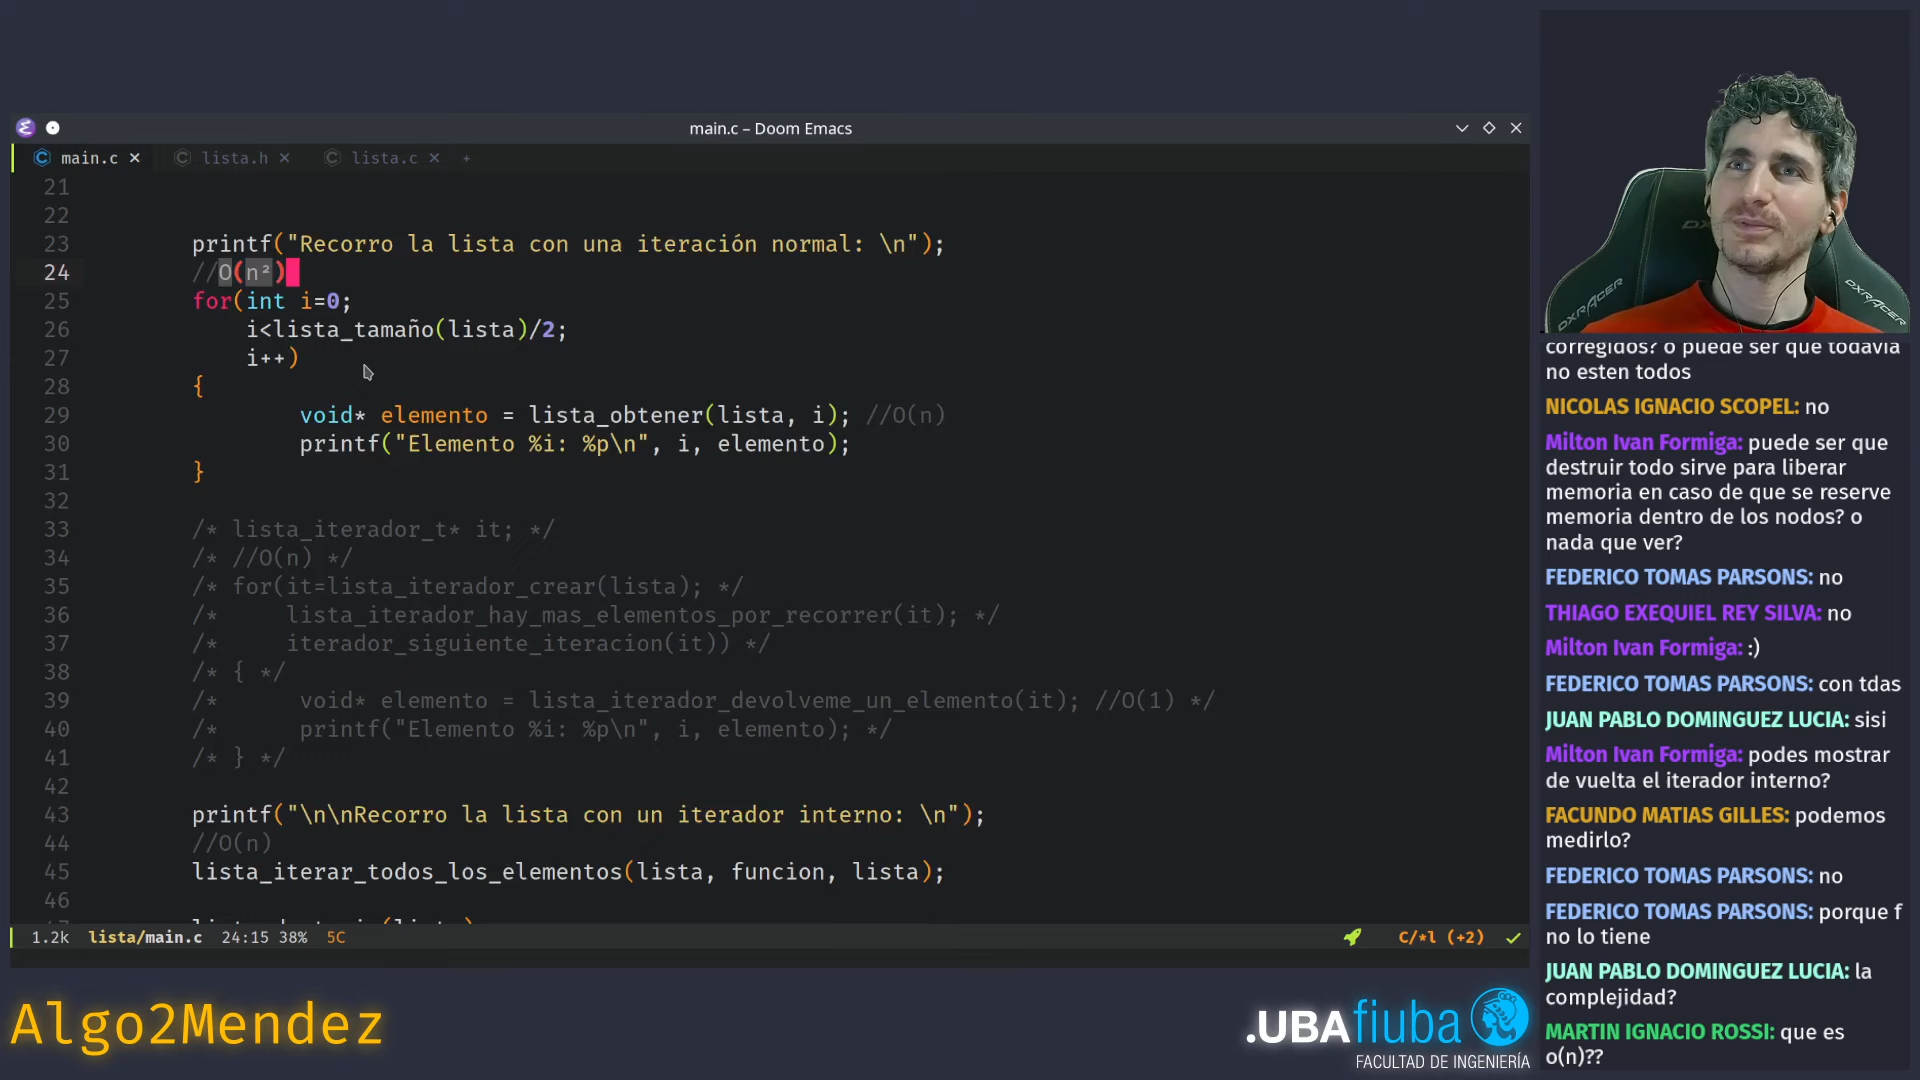 main.c – Doom Emacs
main.c × lista.h × lista.c × +
21
22
23 printf("Recorro la lista con una iteración normal: \n");
24 //O(n²)
25 for(int i=0;
26 i<lista_tamaño(lista)/2;
27 i++)
28 {
29 void* elemento = lista_obtener(lista, i); //O(n)
30 printf("Elemento %i: %p\n", i, elemento);
31 }
32
33 /* lista_iterador_t* it; */
34 /* //O(n) */
35 /* for(it=lista_iterador_crear(lista); */
36 /* lista_iterador_hay_mas_elementos_por_recorrer(it); */
37 /* iterador_siguiente_iteracion(it)) */
38 /* { */
39 /* void* elemento = lista_iterador_devolveme_un_elemento(it); //O(1) */
40 /* printf("Elemento %i: %p\n", i, elemento); */
41 /* } */
42
43 printf("\n\nRecorro la lista con un iterador interno: \n");
44 //O(n)
45 lista_iterar_todos_los_elementos(lista, funcion, lista);
46
1.2k lista/main.c 24:15 38% 5C C/*l (+2)
Algo2Mendez
.UBAfiuba
FACULTAD DE INGENIERÍA
DXRACER
corregidos? o puede ser que todavia
no esten todos
NICOLAS IGNACIO SCOPEL: no
Milton Ivan Formiga: puede ser que
destruir todo sirve para liberar
memoria en caso de que se reserve
memoria dentro de los nodos? o
nada que ver?
FEDERICO TOMAS PARSONS: no
THIAGO EXEQUIEL REY SILVA: no
Milton Ivan Formiga: :)
FEDERICO TOMAS PARSONS: con tdas
JUAN PABLO DOMINGUEZ LUCIA: sisi
Milton Ivan Formiga: podes mostrar
de vuelta el iterador interno?
FACUNDO MATIAS GILLES: podemos
medirlo?
FEDERICO TOMAS PARSONS: no
FEDERICO TOMAS PARSONS: porque f
no lo tiene
JUAN PABLO DOMINGUEZ LUCIA: la
complejidad?
MARTIN IGNACIO ROSSI: que es
o(n)??